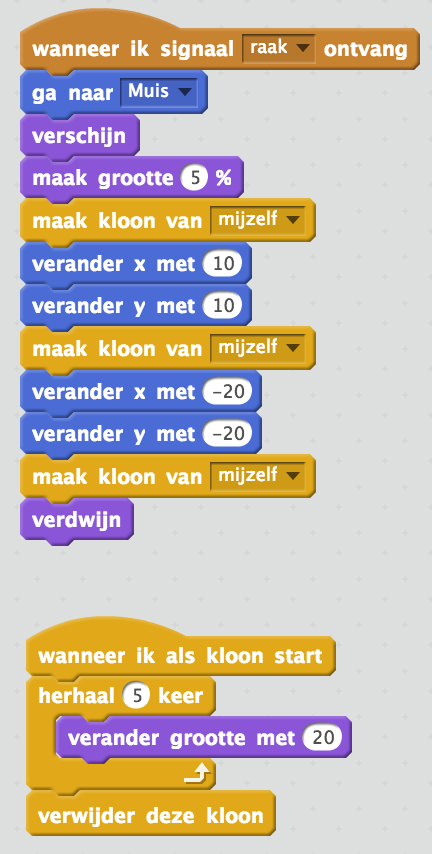 wanneer ik signaal raak ontvang
ga naar Muis
verschijn
maak grootte 5 %
maak kloon van mijzelf
verander x met 10
verander y met 10
maak kloon van mijzelf
verander x met -20
verander y met -20
maak kloon van mijzelf
verdwijn
wanneer ik als kloon start
herhaal 5 keer
verander grootte met 20
verwijder deze kloon